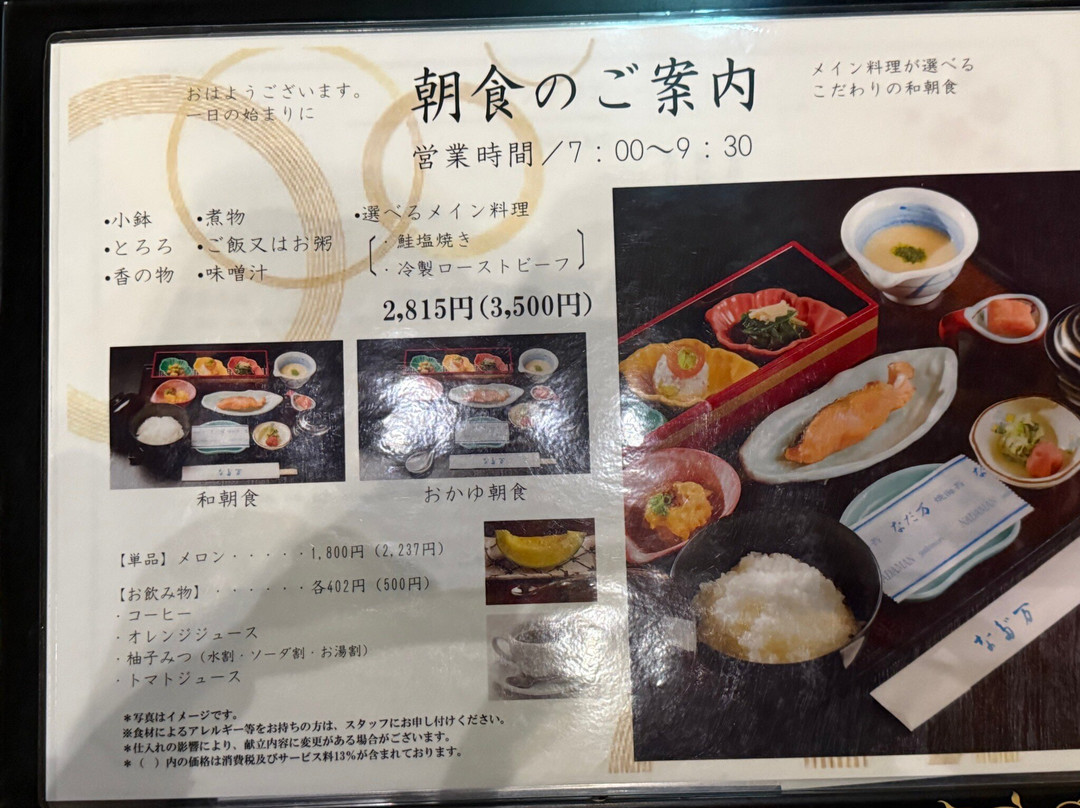 おはようございます。
一日の始まりに
朝食のご案内
メイン料理が選べる
こだわりの和朝食
営業時間／7：00～9：30
•小鉢
•とろろ
•香の物
•煮物
•ご飯又はお粥
•味噌汁
•選べるメイン料理
・鮭塩焼き
・冷製ローストビーフ
2,815円(3,500円)
和朝食
おかゆ朝食
【単品】メロン・・・・・1,800円（2,237円）
【お飲み物】・・・・・・各402円（500円）
・コーヒー
・オレンジジュース
・柚子みつ（水割・ソーダ割・お湯割）
・トマトジュース
＊写真はイメージです。
※食材によるアレルギー等をお持ちの方は、スタッフにお申し付けください。
＊仕入れの影響により、献立内容に変更がある場合がございます。
＊（　）内の価格は消費税及びサービス料13%が含まれております。
なだ万
焼海苔
NADAMAN
なだ万